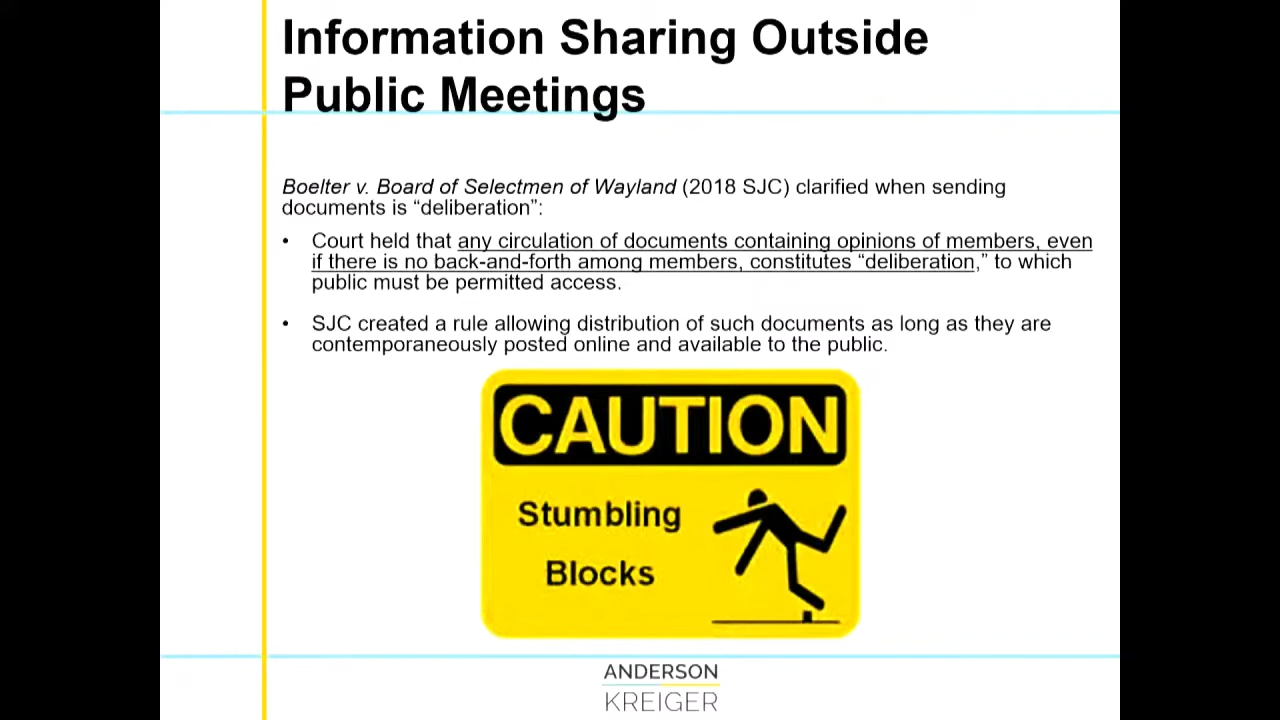 Information Sharing Outside
Public Meetings
Boelter v. Board of Selectmen of Wayland (2018 SJC) clarified when sending
documents is “deliberation”:
• Court held that any circulation of documents containing opinions of members, even
if there is no back-and-forth among members, constitutes “deliberation,” to which
public must be permitted access.
• SJC created a rule allowing distribution of such documents as long as they are
contemporaneously posted online and available to the public.
CAUTION
Stumbling
Blocks
ANDERSON
KREIGER